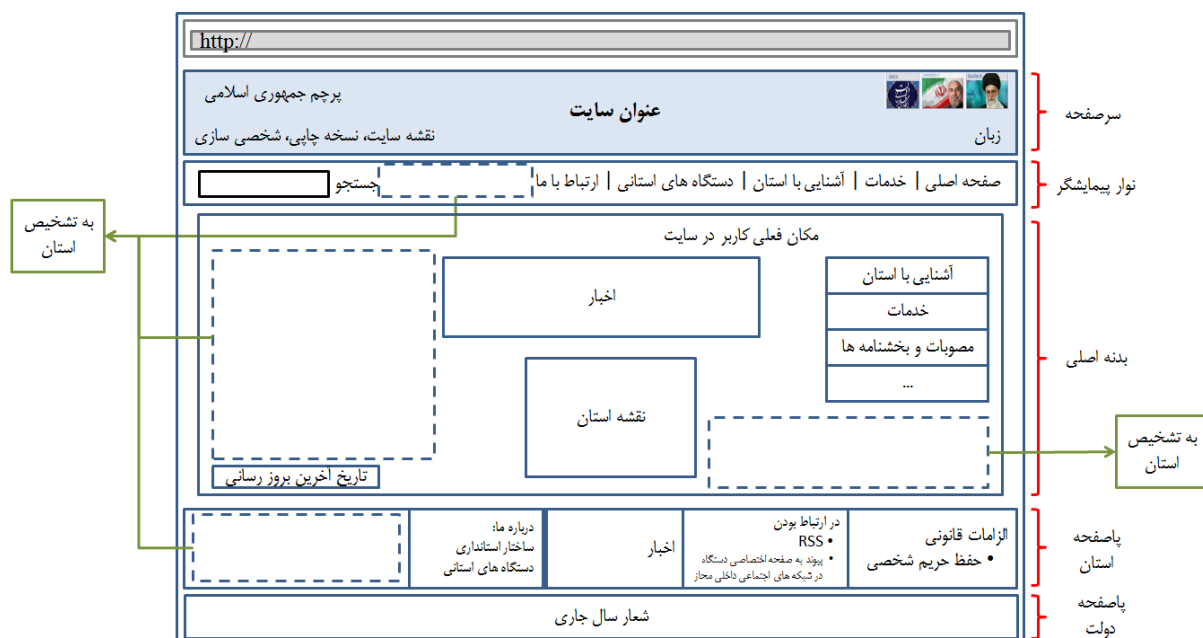 http://
پرچم جمهوری اسلامی
عنوان سایت
زبان
نقشه سایت، نسخه چاپی، شخصی سازی
سرصفحه
صفحه اصلی | خدمات | آشنایی با استان | دستگاه های استانی | ارتباط با ما
جستجو
نوار پیمایشگر
به تشخیص
استان
مکان فعلی کاربر در سایت
آشنایی با استان
خدمات
مصوبات و بخشنامه ها
...
اخبار
نقشه استان
تاریخ آخرین بروز رسانی
بدنه اصلی
به تشخیص
استان
الزامات قانونی
• حفظ حریم شخصی
در ارتباط بودن
• RSS
• پیوند به صفحه اختصاصی دستگاه
در شبکه های اجتماعی داخلی مجاز
اخبار
درباره ما:
ساختار استانداری
دستگاه های استانی
پاصفحه
استان
شعار سال جاری
پاصفحه
دولت